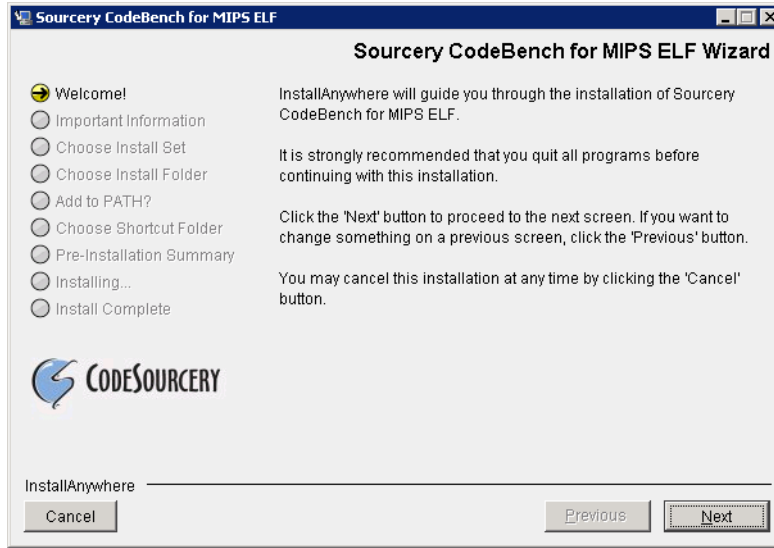 Sourcery CodeBench for MIPS ELF
Sourcery CodeBench for MIPS ELF Wizard
Welcome!
Important Information
Choose Install Set
Choose Install Folder
Add to PATH?
Choose Shortcut Folder
Pre-Installation Summary
Installing...
Install Complete
InstallAnywhere will guide you through the installation of Sourcery
CodeBench for MIPS ELF.
It is strongly recommended that you quit all programs before
continuing with this installation.
Click the 'Next' button to proceed to the next screen. If you want to
change something on a previous screen, click the 'Previous' button.
You may cancel this installation at any time by clicking the 'Cancel'
button.
CODESOURCERY
InstallAnywhere
Cancel
Previous
Next